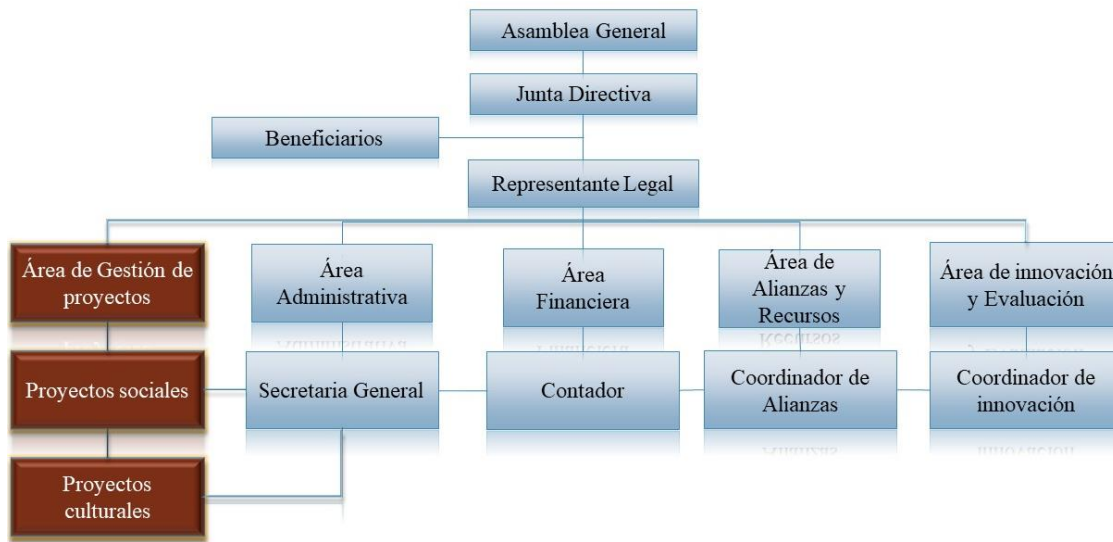 Asamblea General
Junta Directiva
Beneficiarios
Representante Legal
Área de Gestión de
proyectos
Área
Administrativa
Área
Financiera
Área de
Alianzas y
Recursos
Área de innovación
y Evaluación
Proyectos sociales
Secretaria General
Contador
Coordinador de
Alianzas
Coordinador de
innovación
Proyectos
culturales